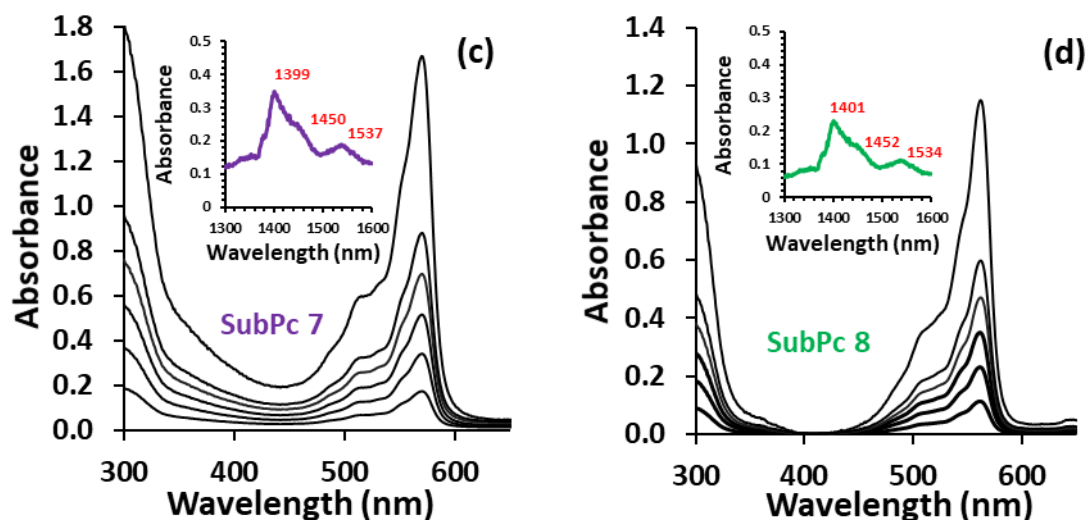 (c)
Absorbance
1.8
1.6
1.4
1.2
1.0
0.8
0.6
0.4
0.2
0.0
300 400 500 600
Wavelength (nm)
SubPc 7
Absorbance
0.5
0.4
0.3
0.2
0.1
0
1300 1400 1500 1600
Wavelength (nm)
1399
1450
1537
(d)
Absorbance
1.4
1.2
1.0
0.8
0.6
0.4
0.2
0.0
300 400 500 600
Wavelength (nm)
SubPc 8
Absorbance
0.5
0.4
0.3
0.2
0.1
0
1300 1400 1500 1600
Wavelength (nm)
1401
1452
1534